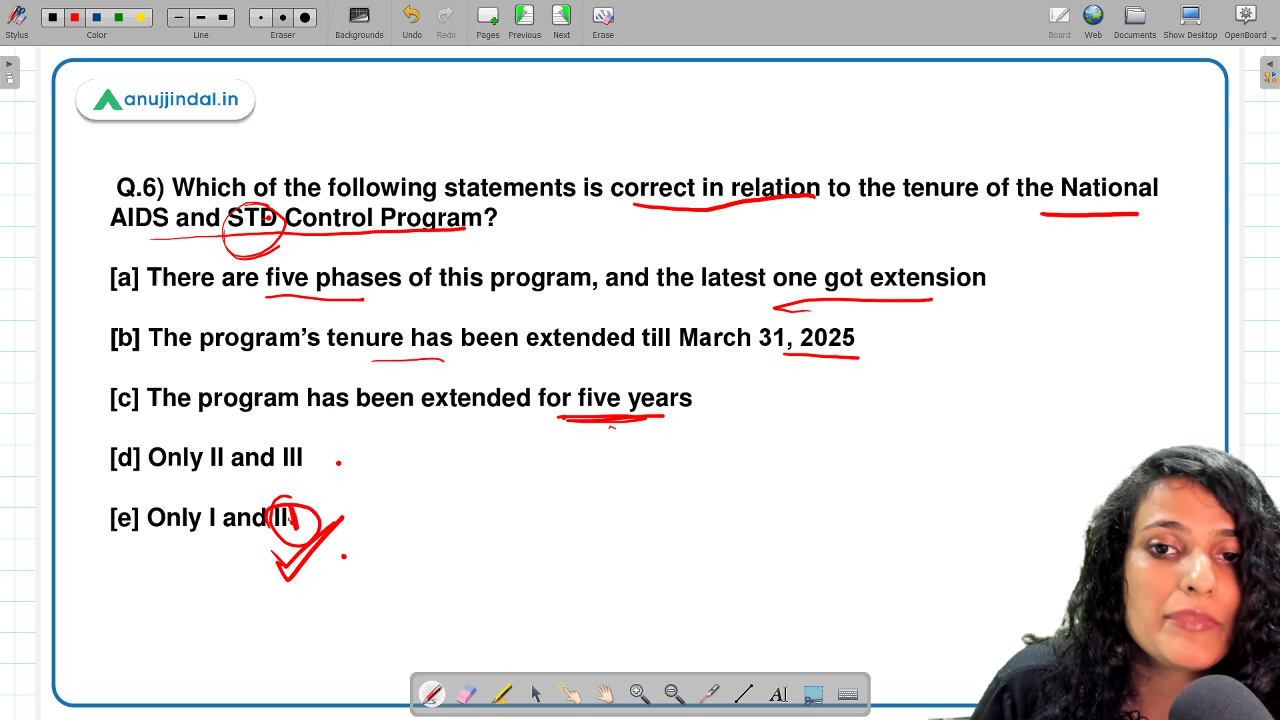 Stylus
Color
Line
Eraser
Backgrounds
Undo
Redo
Pages
Previous
Next
Erase
Board
Web
Documents
Show Desktop
OpenBoard
anujjindal.in
Q.6) Which of the following statements is correct in relation to the tenure of the National
AIDS and STD Control Program?
[a] There are five phases of this program, and the latest one got extension
[b] The program’s tenure has been extended till March 31, 2025
[c] The program has been extended for five years
[d] Only II and III
[e] Only I and III
AI